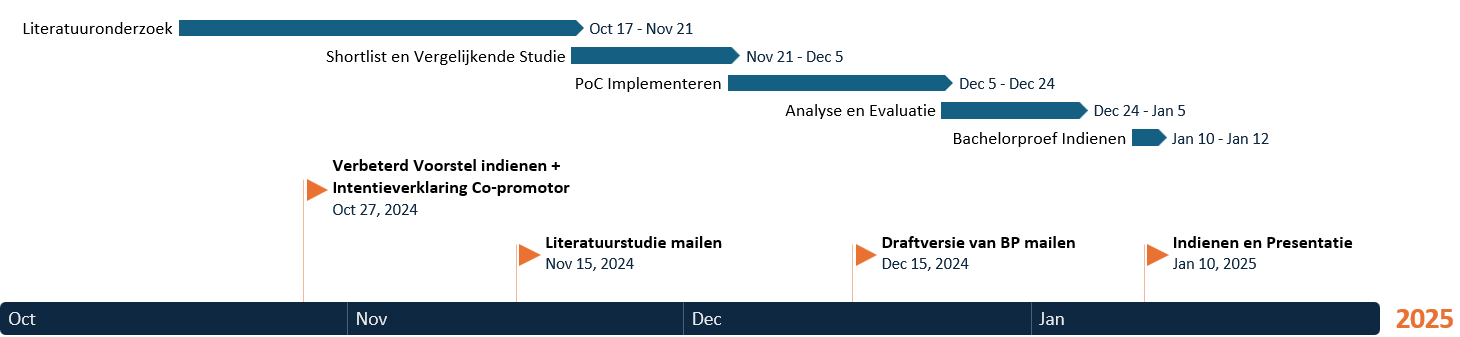 Literatuuronderzoek
Oct 17 - Nov 21
Shortlist en Vergelijkende Studie
Nov 21 - Dec 5
PoC Implementeren
Dec 5 - Dec 24
Analyse en Evaluatie
Dec 24 - Jan 5
Bachelorproef Indienen
Jan 10 - Jan 12
Verbeterd Voorstel indienen +
Intentieverklaring Co-promotor
Oct 27, 2024
Literatuurstudie mailen
Nov 15, 2024
Draftversie van BP mailen
Dec 15, 2024
Indienen en Presentatie
Jan 10, 2025
Oct
Nov
Dec
Jan
2025